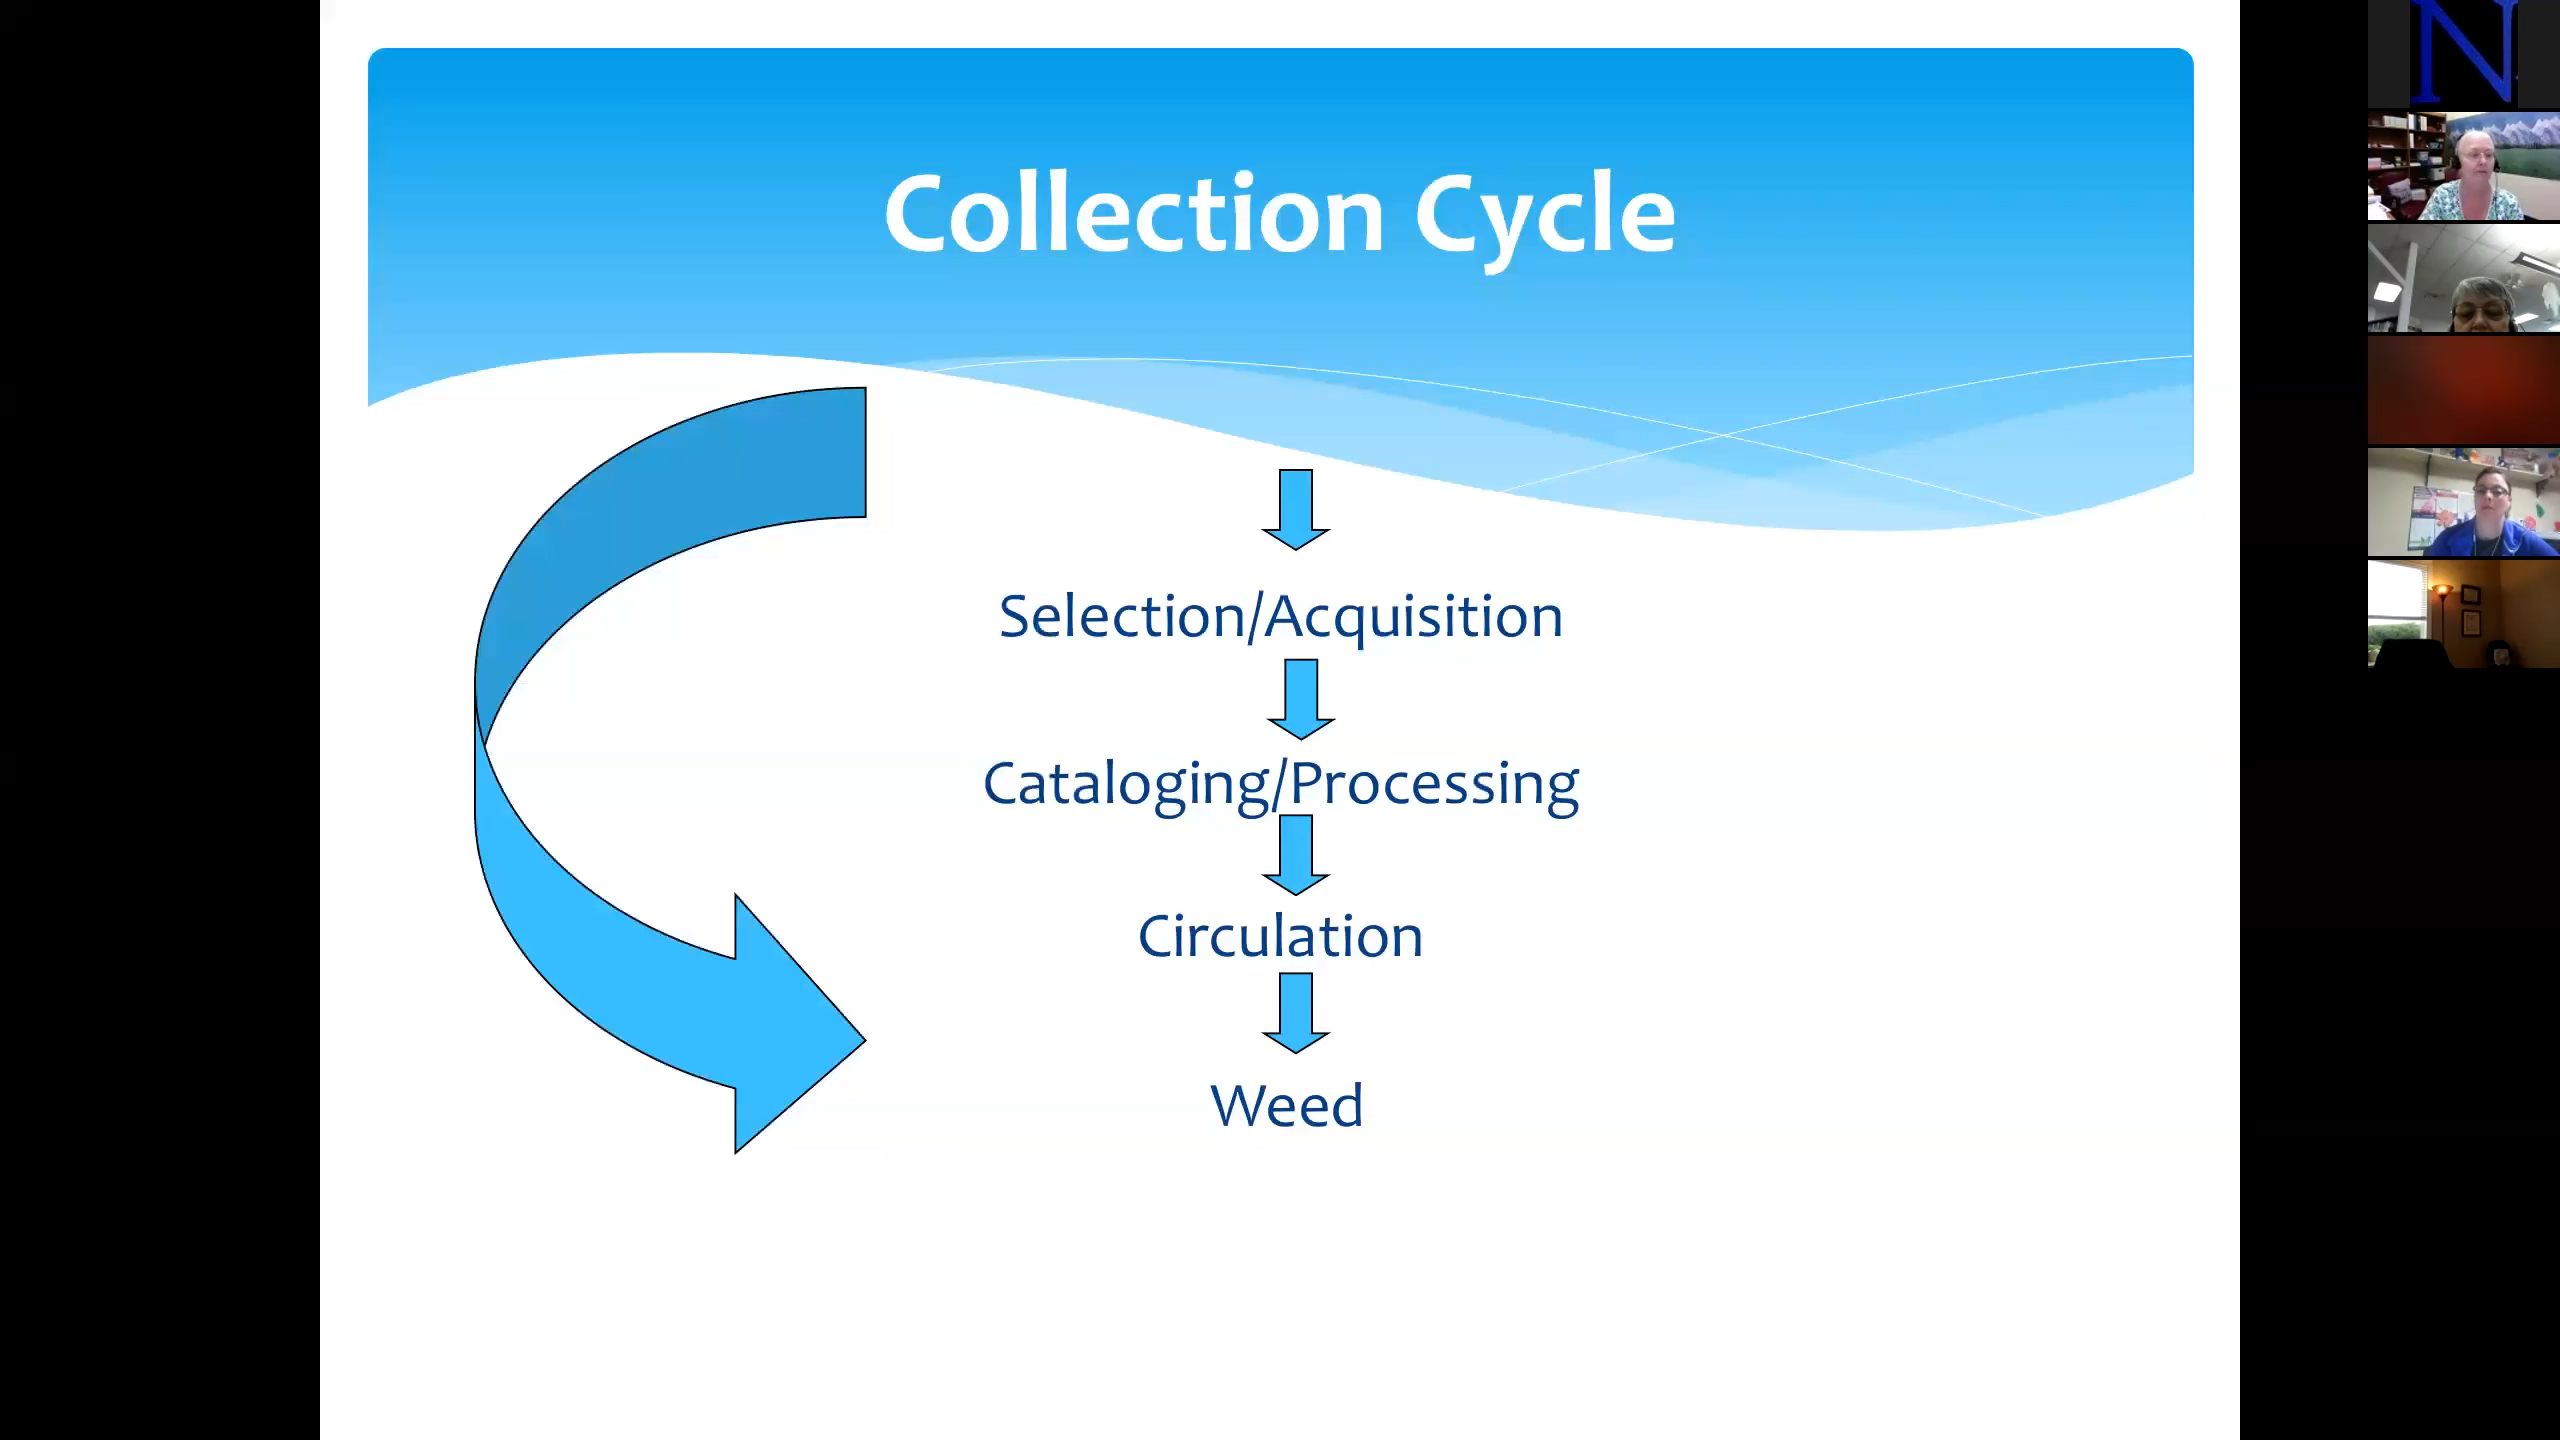 N
Collection Cycle
Selection/Acquisition
Cataloging/Processing
Circulation
Weed